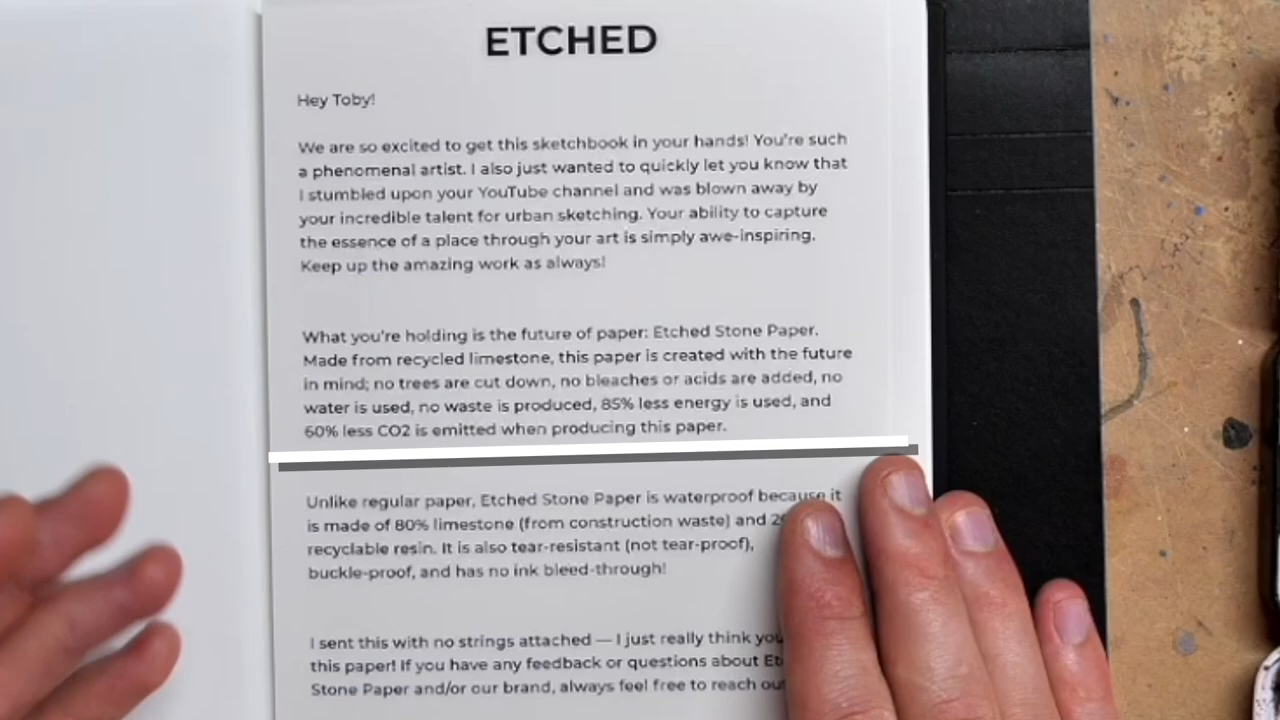 ETCHED
Hey Toby!
We are so excited to get this sketchbook in your hands! You're such
a phenomenal artist. I also just wanted to quickly let you know that
I stumbled upon your YouTube channel and was blown away by
your incredible talent for urban sketching. Your ability to capture
the essence of a place through your art is simply awe-inspiring.
Keep up the amazing work as always!
What you're holding is the future of paper: Etched Stone Paper.
Made from recycled limestone, this paper is created with the future
in mind; no trees are cut down, no bleaches or acids are added, no
water is used, no waste is produced, 85% less energy is used, and
60% less CO2 is emitted when producing this paper.
Unlike regular paper, Etched Stone Paper is waterproof because it
is made of 80% limestone (from construction waste) and
recyclable resin. It is also tear-resistant (not tear-proof),
buckle-proof, and has no ink bleed-through!
I sent this with no strings attached — I just really think
this paper! If you have any feedback or questions about
Stone Paper and/or our brand, always feel free to reach